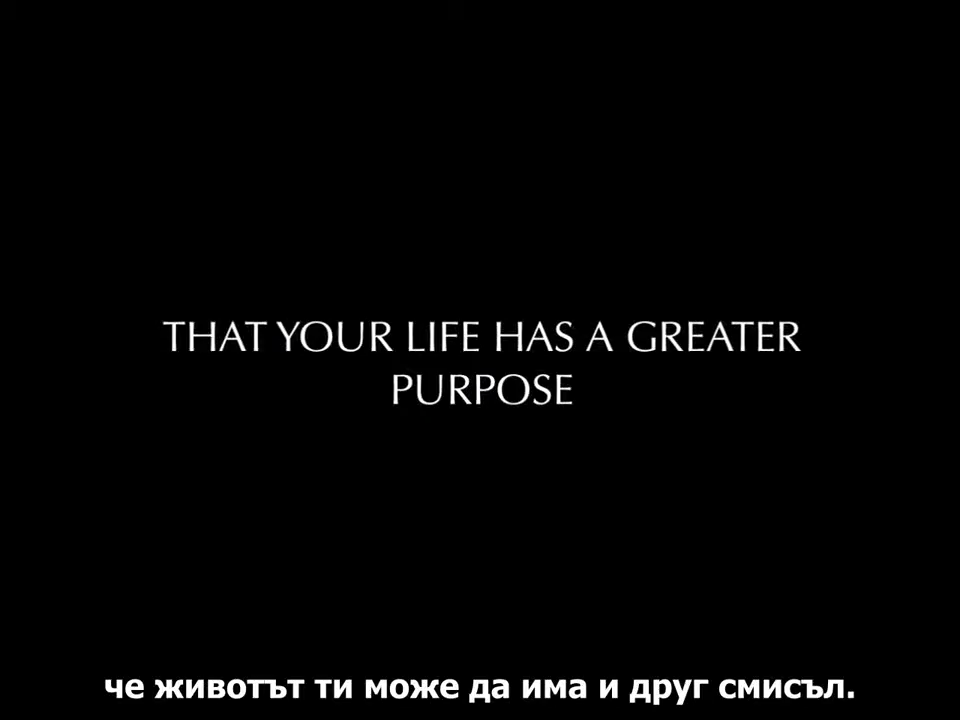 THAT YOUR LIFE HAS A GREATER
PURPOSE
че животът ти може да има и друг смисъл.